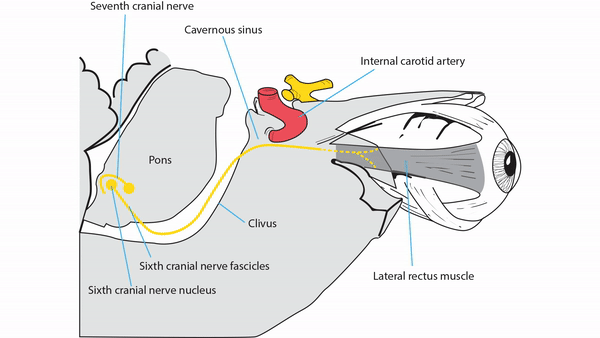 Seventh cranial nerve
Cavernous sinus
Internal carotid artery
Pons
Clivus
Sixth cranial nerve fascicles
Lateral rectus muscle
Sixth cranial nerve nucleus